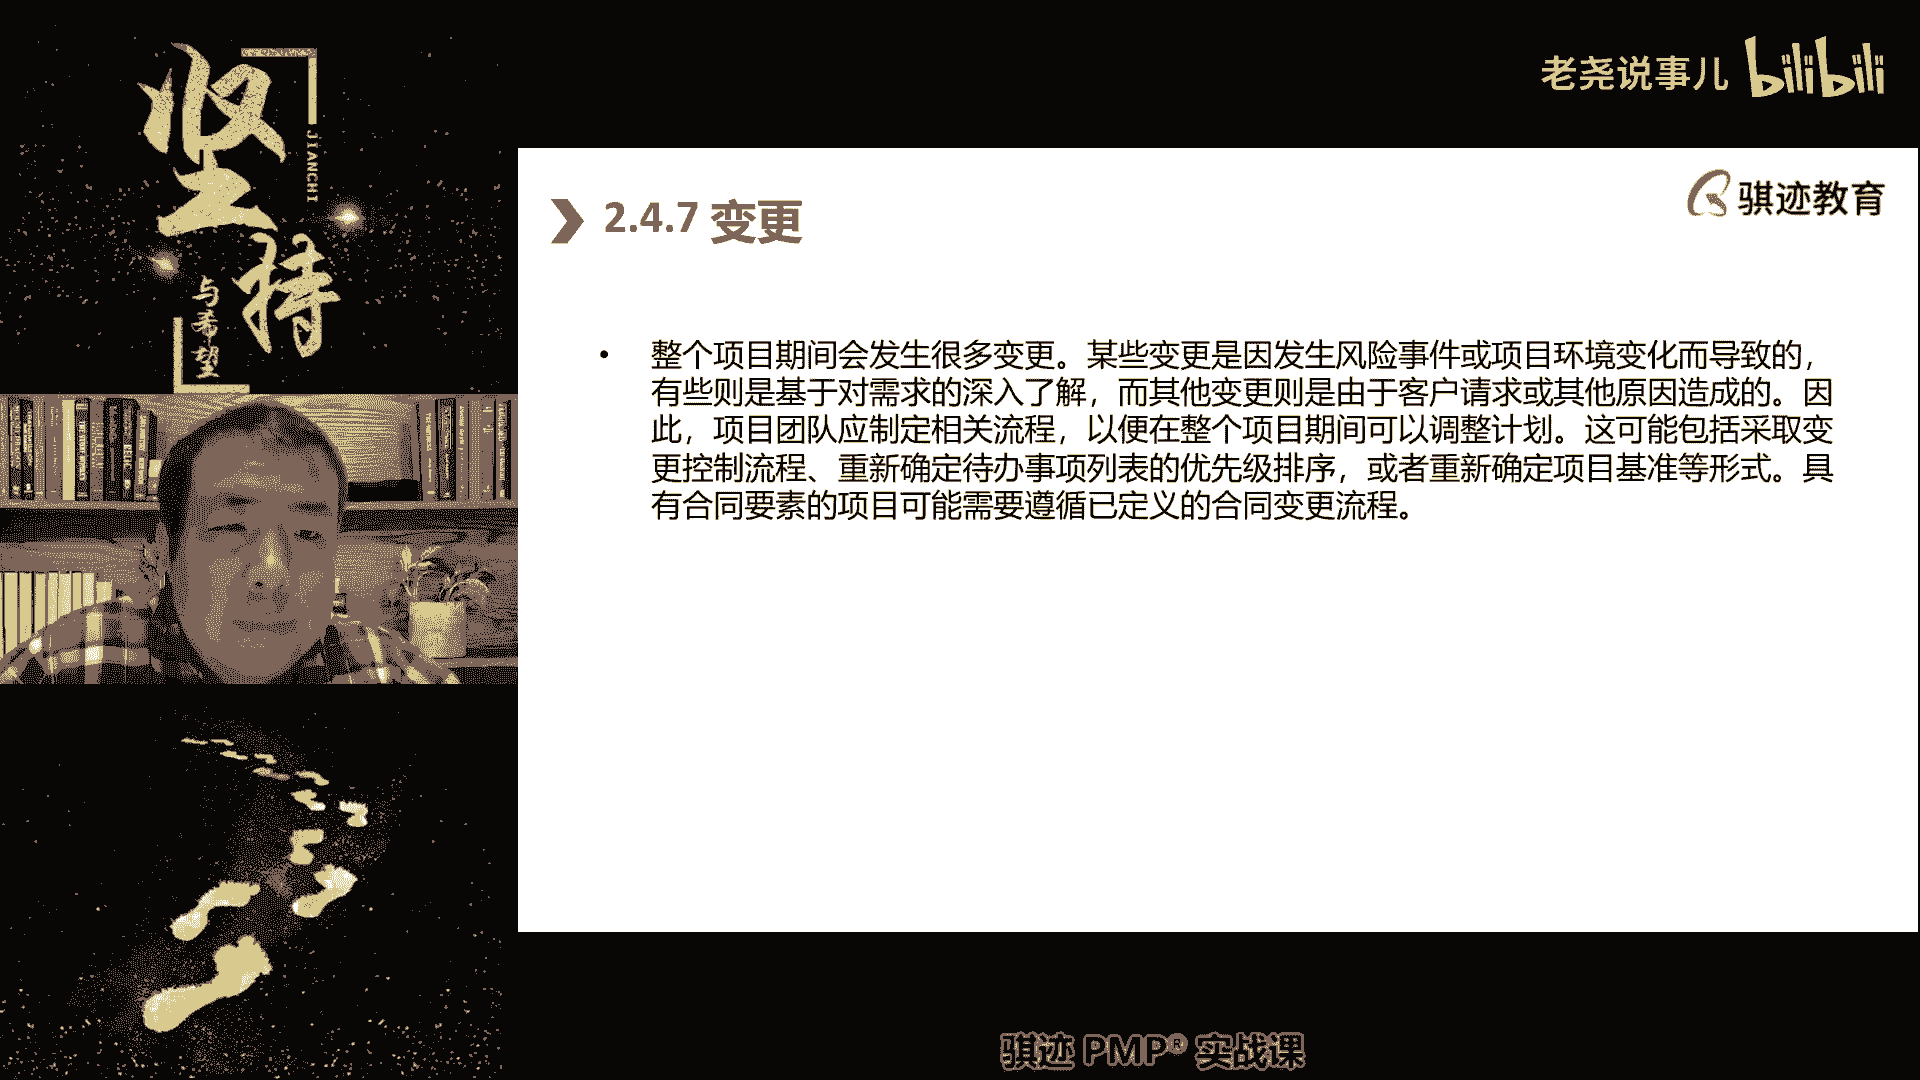 坚持
JIANCHI
与希望
老尧说事儿 bilibili
骐迹教育
2.4.7 变更
• 整个项目期间会发生很多变更。某些变更是因发生风险事件或项目环境变化而导致的，
有些则是基于对需求的深入了解，而其他变更则是由于客户请求或其他原因造成的。因
此，项目团队应制定相关流程，以便在整个项目期间可以调整计划。这可能包括采取变
更控制流程、重新确定待办事项列表的优先级排序，或者重新确定项目基准等形式。具
有合同要素的项目可能需要遵循已定义的合同变更流程。
骐迹 PMP® 实战课